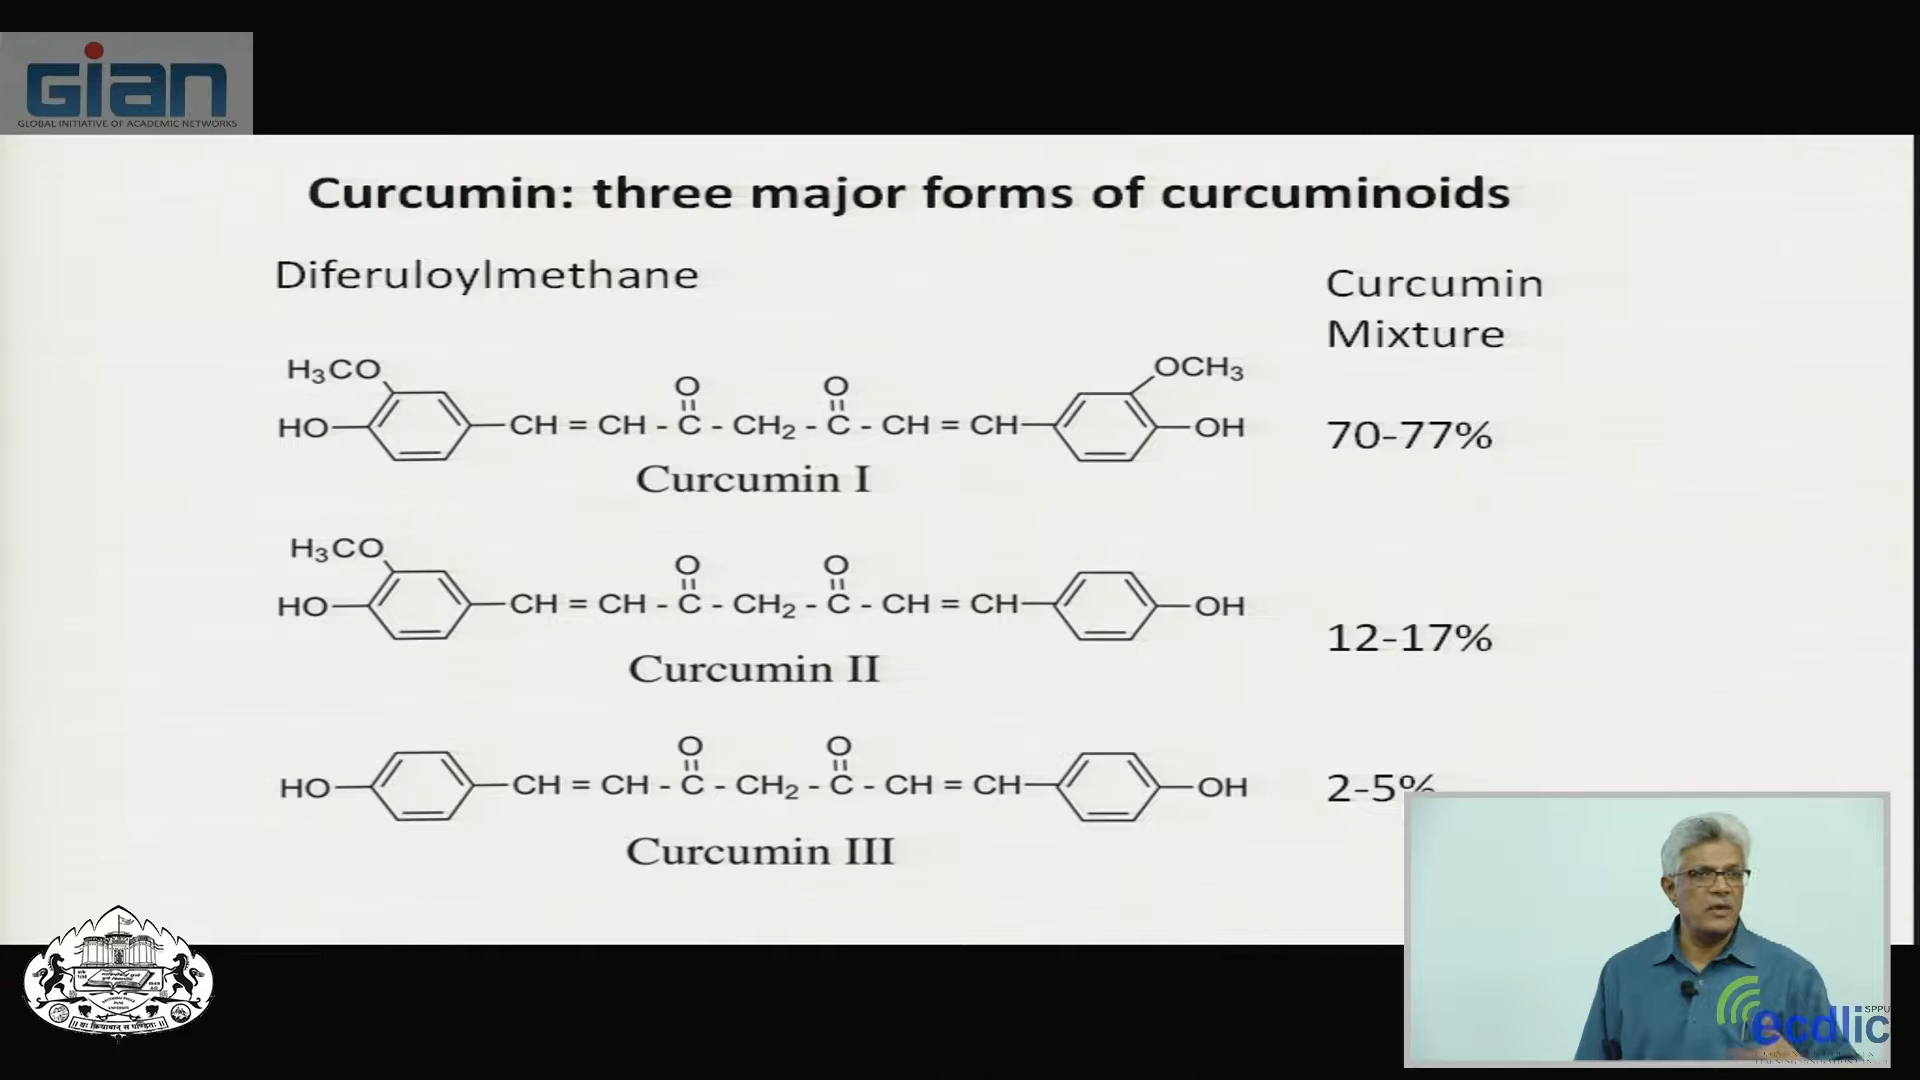 GIAN
GLOBAL INITIATIVE OF ACADEMIC NETWORKS
Curcumin: three major forms of curcuminoids
Diferuloylmethane
Curcumin
Mixture
H₃CO
O
O
OCH₃
HO
CH = CH - C - CH₂ - C - CH = CH
OH
70-77%
Curcumin I
H₃CO
O
O
HO
CH = CH - C - CH₂ - C - CH = CH
OH
12-17%
Curcumin II
O
O
HO
CH = CH - C - CH₂ - C - CH = CH
OH
2-5%
Curcumin III
SPPU
ecdlic